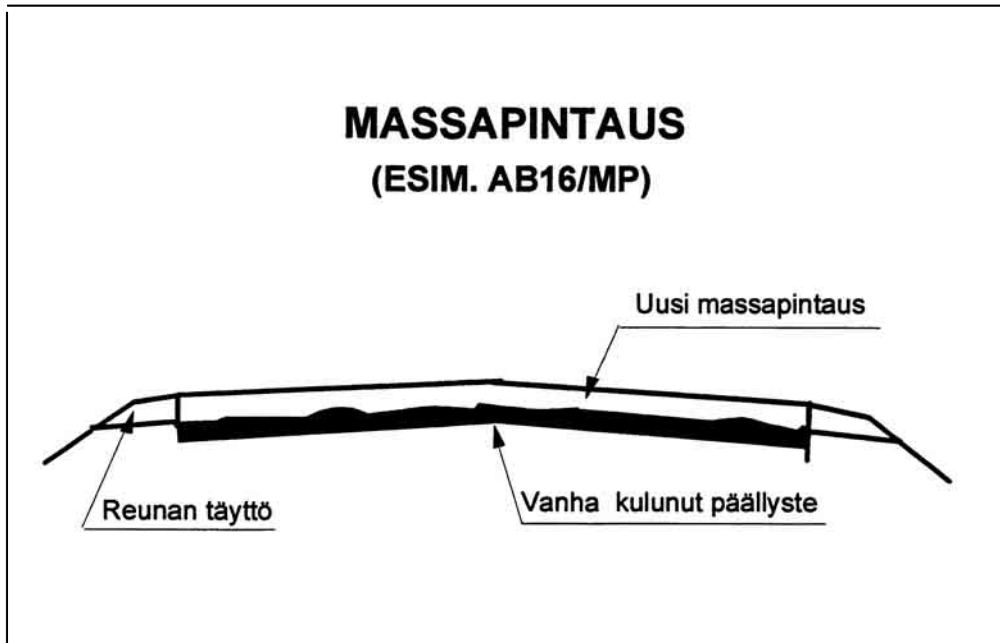 MASSAPINTAUS
(ESIM. AB16/MP)
Uusi massapintaus
Reunan täyttö
Vanha kulunut päällyste